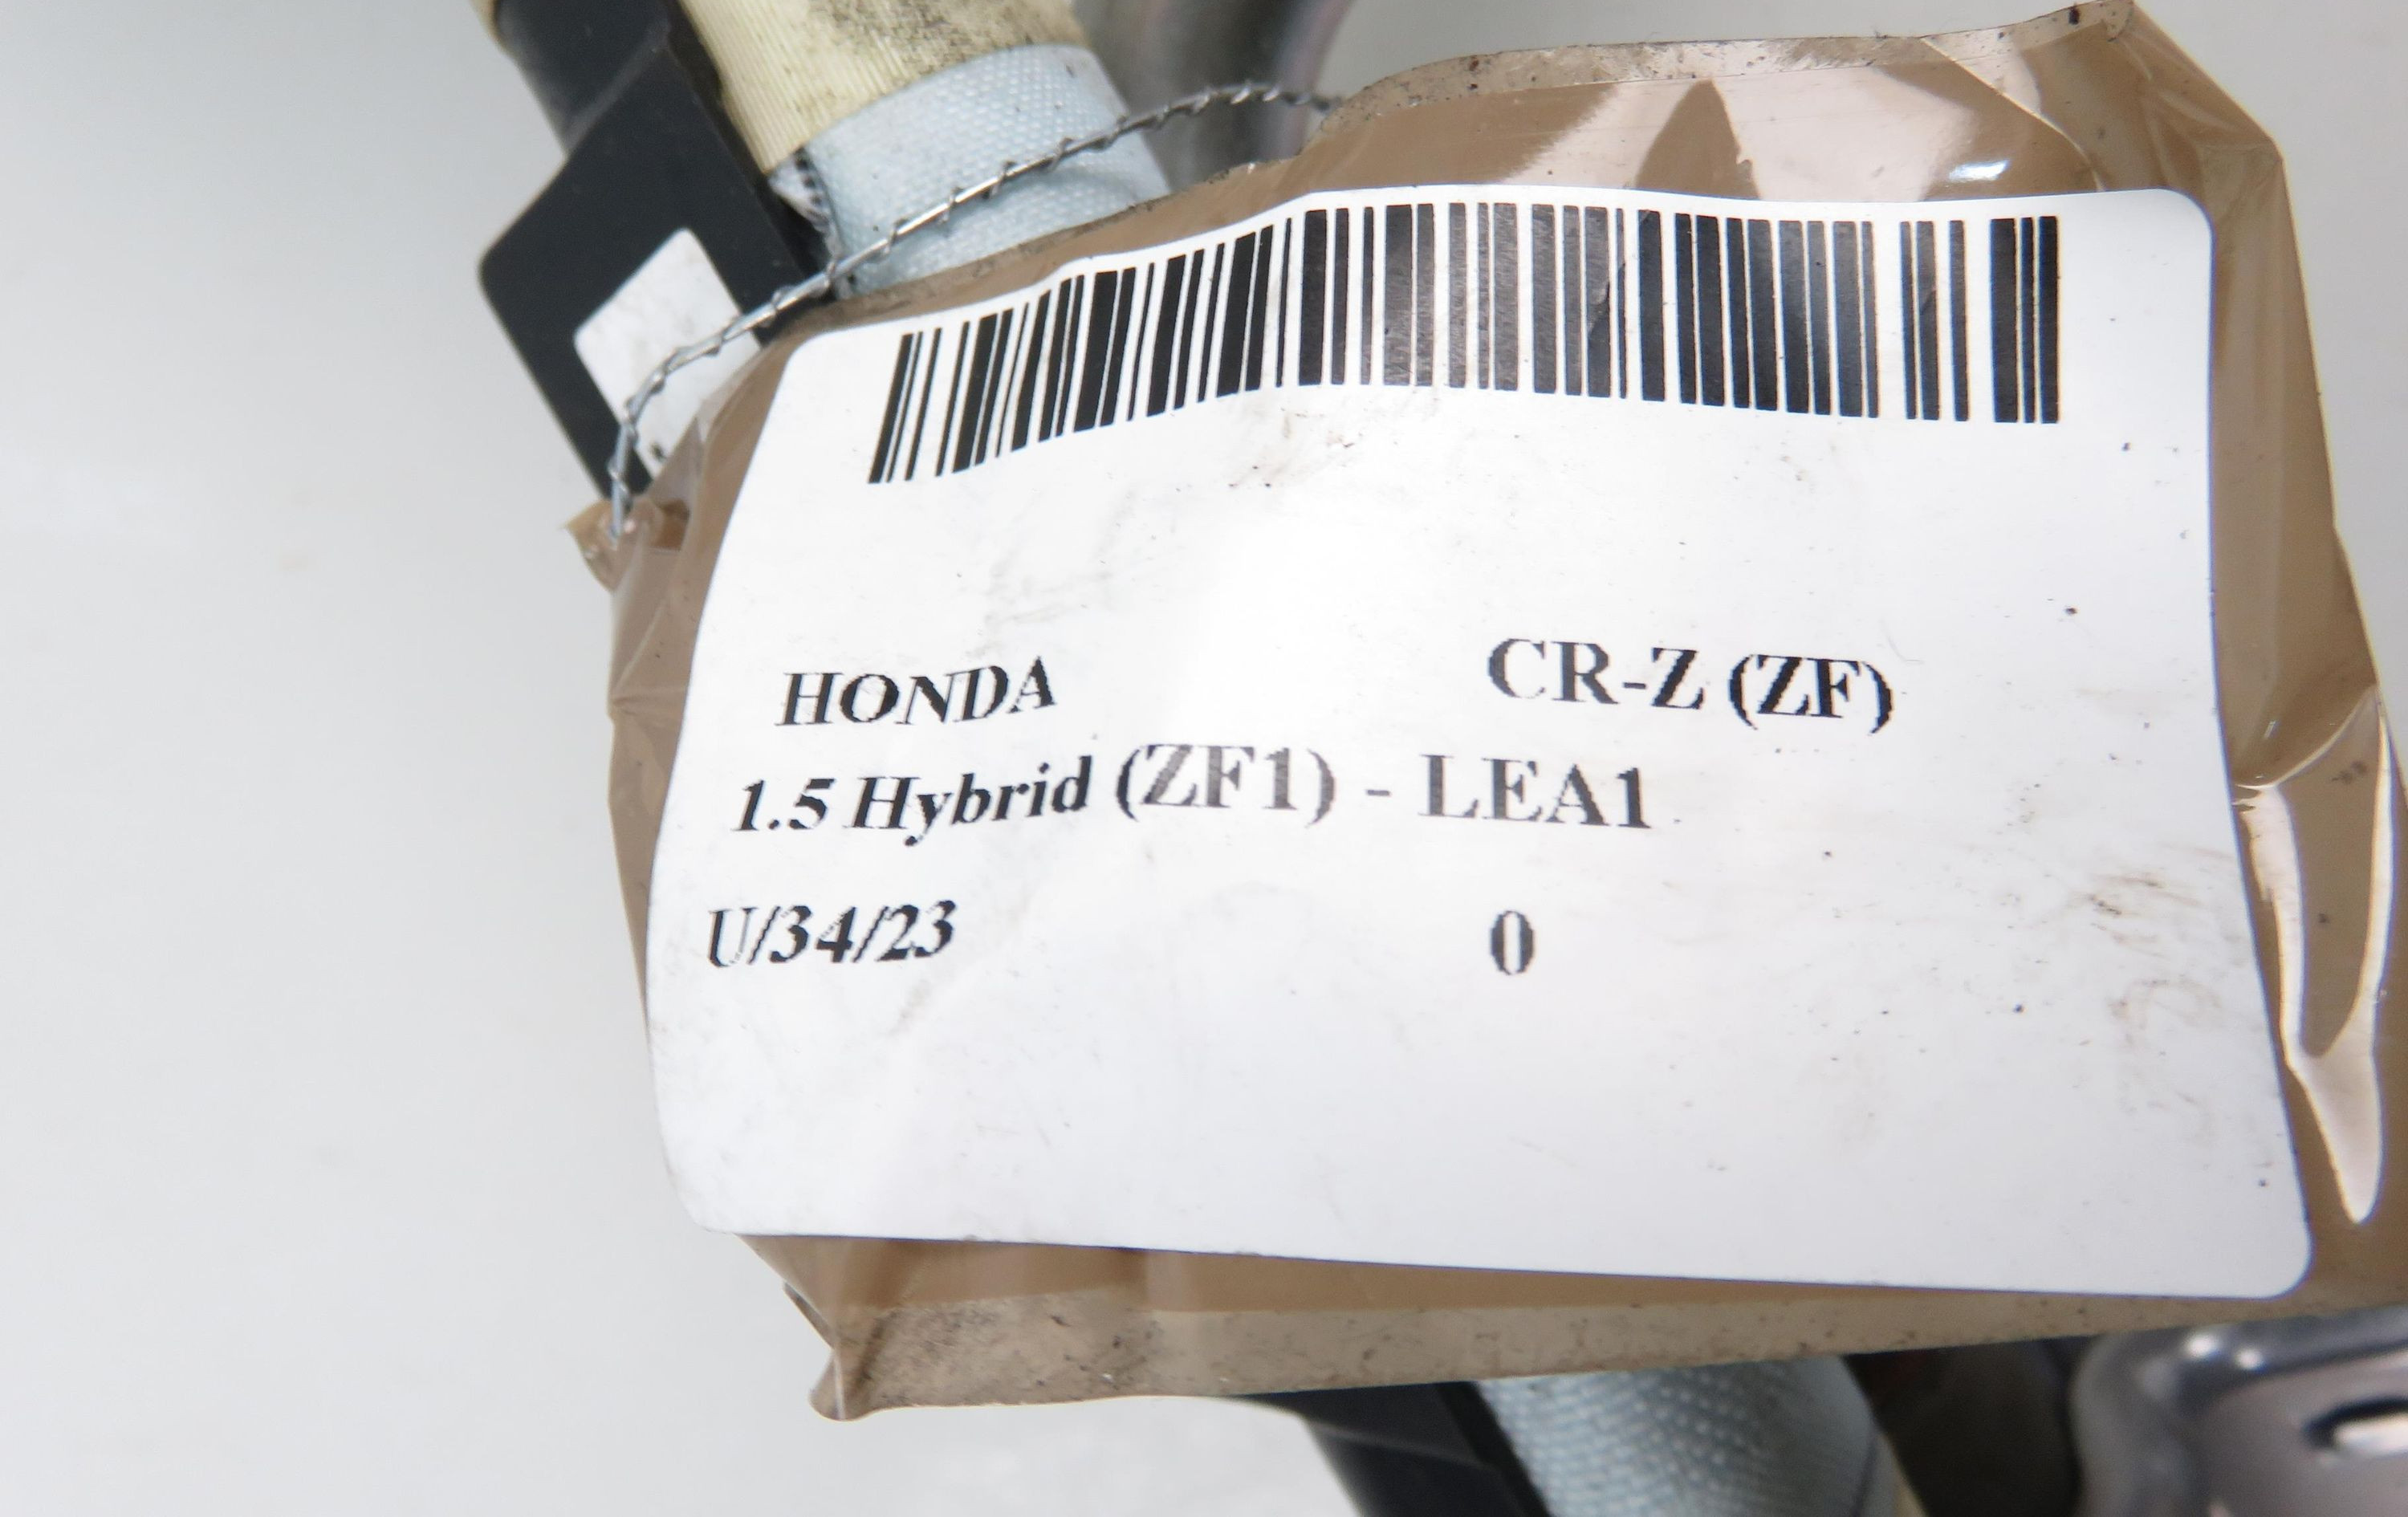 HONDA CR-Z (ZF)
1.5 Hybrid (ZF1) - LEA1
U/34/23 0